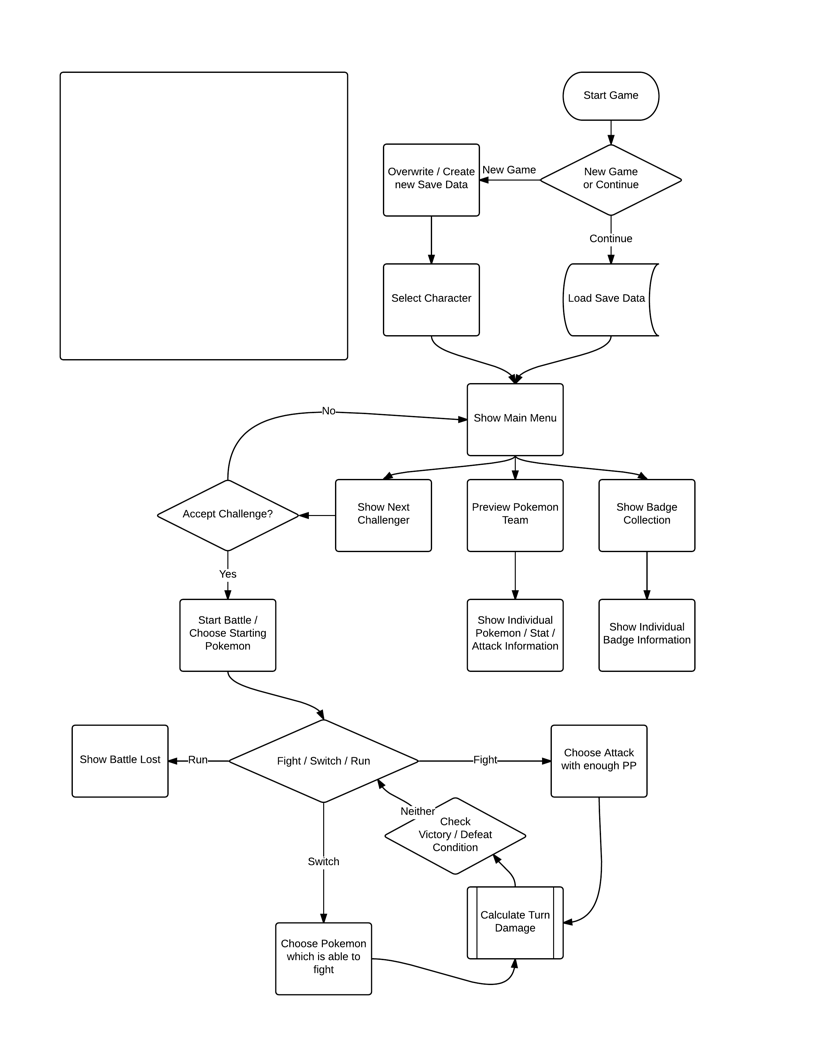 Start Game
New Game
or Continue
New Game
Overwrite / Create
new Save Data
Continue
Select Character
Load Save Data
Show Main Menu
No
Accept Challenge?
Show Next
Challenger
Preview Pokemon
Team
Show Badge
Collection
Yes
Start Battle /
Choose Starting
Pokemon
Show Individual
Pokemon / Stat /
Attack Information
Show Individual
Badge Information
Show Battle Lost
Run
Fight / Switch / Run
Fight
Choose Attack
with enough PP
Neither
Check
Victory / Defeat
Condition
Switch
Calculate Turn
Damage
Choose Pokemon
which is able to
fight